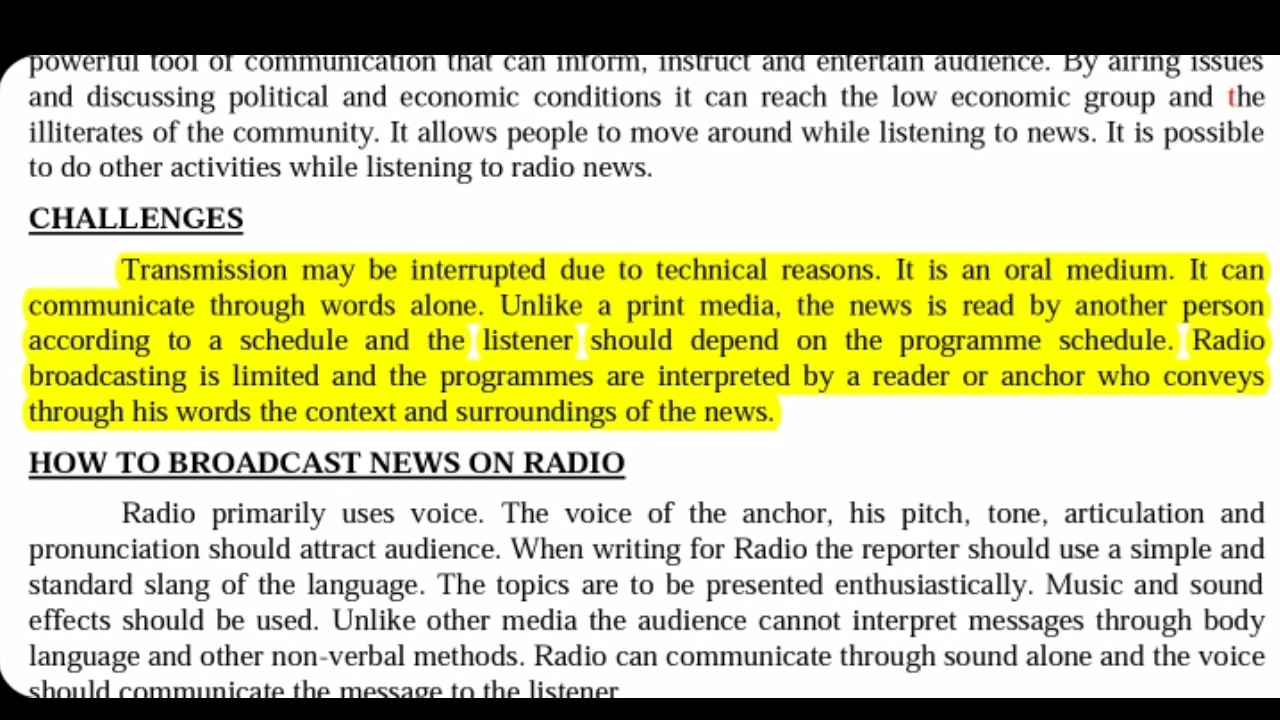 powerful tool of communication that can inform, instruct and entertain audience. By airing issues
and discussing political and economic conditions it can reach the low economic group and the
illiterates of the community. It allows people to move around while listening to news. It is possible
to do other activities while listening to radio news.
CHALLENGES
Transmission may be interrupted due to technical reasons. It is an oral medium. It can
communicate through words alone. Unlike a print media, the news is read by another person
according to a schedule and the listener should depend on the programme schedule. Radio
broadcasting is limited and the programmes are interpreted by a reader or anchor who conveys
through his words the context and surroundings of the news.
HOW TO BROADCAST NEWS ON RADIO
Radio primarily uses voice. The voice of the anchor, his pitch, tone, articulation and
pronunciation should attract audience. When writing for Radio the reporter should use a simple and
standard slang of the language. The topics are to be presented enthusiastically. Music and sound
effects should be used. Unlike other media the audience cannot interpret messages through body
language and other non-verbal methods. Radio can communicate through sound alone and the voice
should communicate the message to the listener